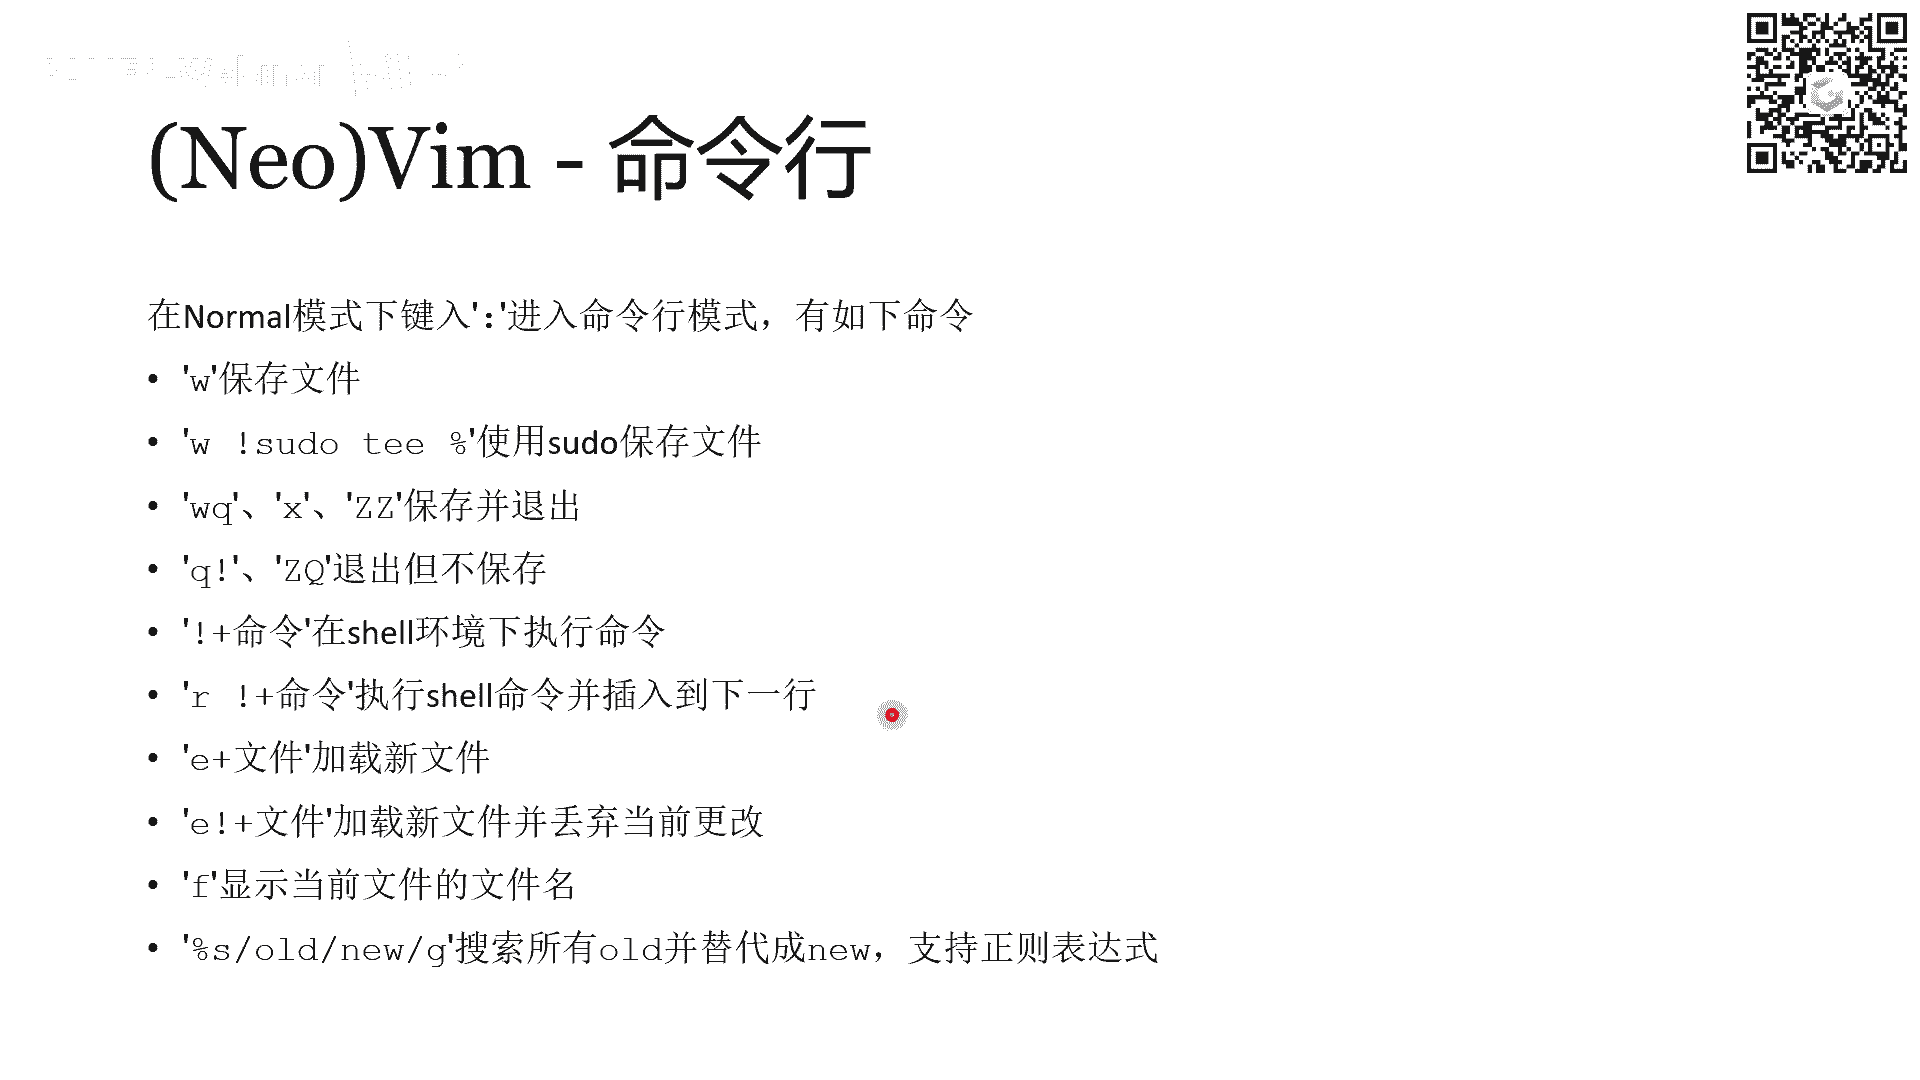 (Neo)Vim - 命令行
在Normal模式下键入':'进入命令行模式，有如下命令
• 'w'保存文件
• 'w !sudo tee %'使用sudo保存文件
• 'wq'、'x'、'ZZ'保存并退出
• 'q!'、'ZQ'退出但不保存
• '!+命令'在shell环境下执行命令
• 'r !+命令'执行shell命令并插入到下一行
• 'e+文件'加载新文件
• 'e!+文件'加载新文件并丢弃当前更改
• 'f'显示当前文件的文件名
• '%s/old/new/g'搜索所有old并替代成new，支持正则表达式